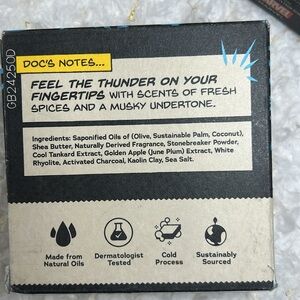 DOC'S NOTES...
FEEL THE THUNDER ON YOUR
FINGERTIPS WITH SCENTS OF FRESH
SPICES AND A MUSKY UNDERTONE.
Ingredients: Saponified Oils of (Olive, Sustainable Palm, Coconut),
Shea Butter, Naturally Derived Fragrance, Stonebreaker Powder,
Cool Tankard Extract, Golden Apple (June Plum) Extract, White
Rhyolite, Activated Charcoal, Kaolin Clay, Sea Salt.
Made from
Natural Oils
Dermatologist
Tested
Cold
Process
Sustainably
Sourced
GB24250D